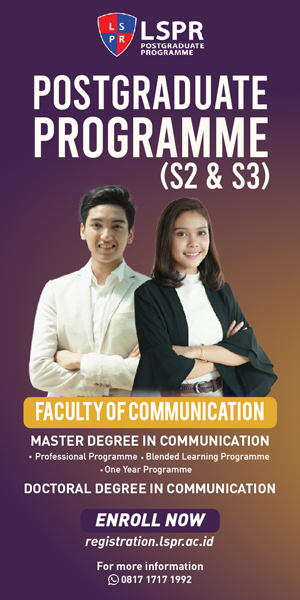 L S
P R
LSPR
POSTGRADUATE
PROGRAMME
POSTGRADUATE
PROGRAMME
(S2 & S3)
FACULTY OF COMMUNICATION
MASTER DEGREE IN COMMUNICATION
• Professional Programme • Blended Learning Programme
• One Year Programme
DOCTORAL DEGREE IN COMMUNICATION
ENROLL NOW
registration.lspr.ac.id
For more information
0817 1717 1992